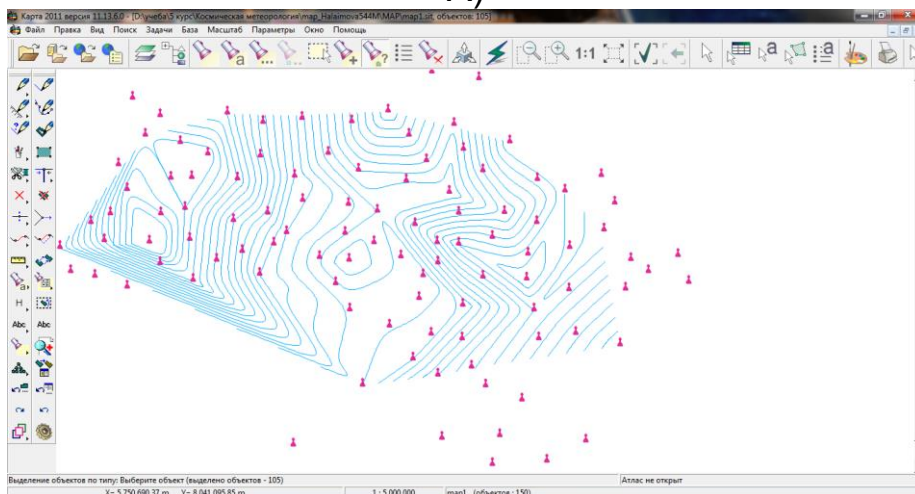 Карта 2011 версия 11.13.6.0 - [D:\учеба\5 курс\Космическая метеорология\map_Halaimova544M\MAP\map1.sit, объектов: 105]
Файл Правка Вид Поиск Задачи База Масштаб Параметры Окно Помощь
1:1
Abc Abc
Выделение объектов по типу: Выберите объект (выделено объектов - 105) Атлас не открыт
X= 5 750 690.37 m Y= 8 041 095.85 m 1 : 5 000 000 map1 (объектов : 150)